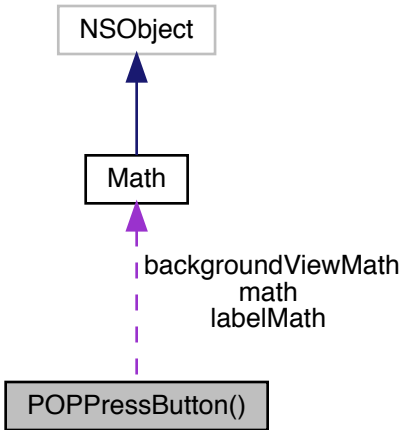 NSObject
Math
backgroundViewMath
math
labelMath
POPPressButton()